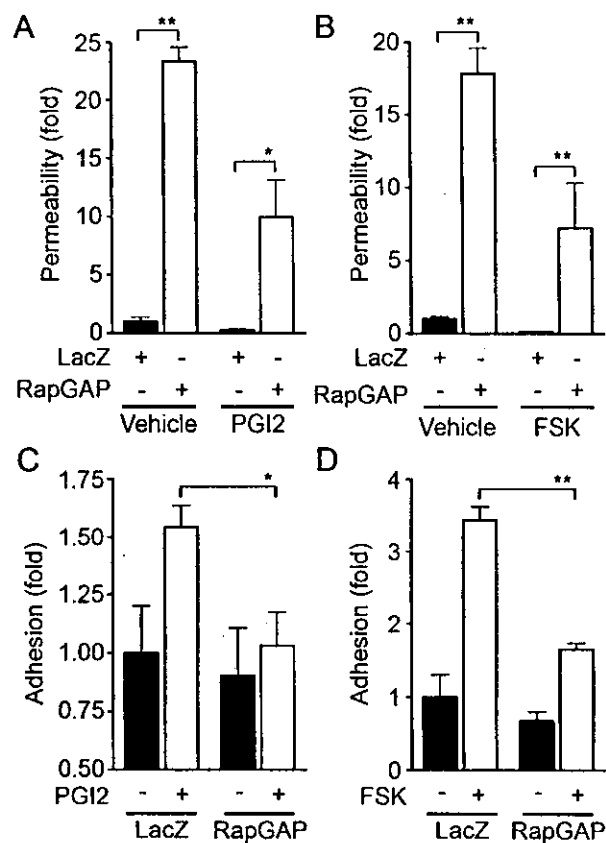 A
B
**
*
25
20
15
10
5
0
Permeability (fold)
**
**
20
15
10
5
0
Permeability (fold)
LacZ + - + -
RapGAP - + - +
Vehicle PGI2
LacZ + - + -
RapGAP - + - +
Vehicle FSK
C
D
*
1.75
1.50
1.25
1.00
0.75
0.50
Adhesion (fold)
**
4
3
2
1
0
Adhesion (fold)
PGI2 - + - +
LacZ RapGAP
FSK - + - +
LacZ RapGAP